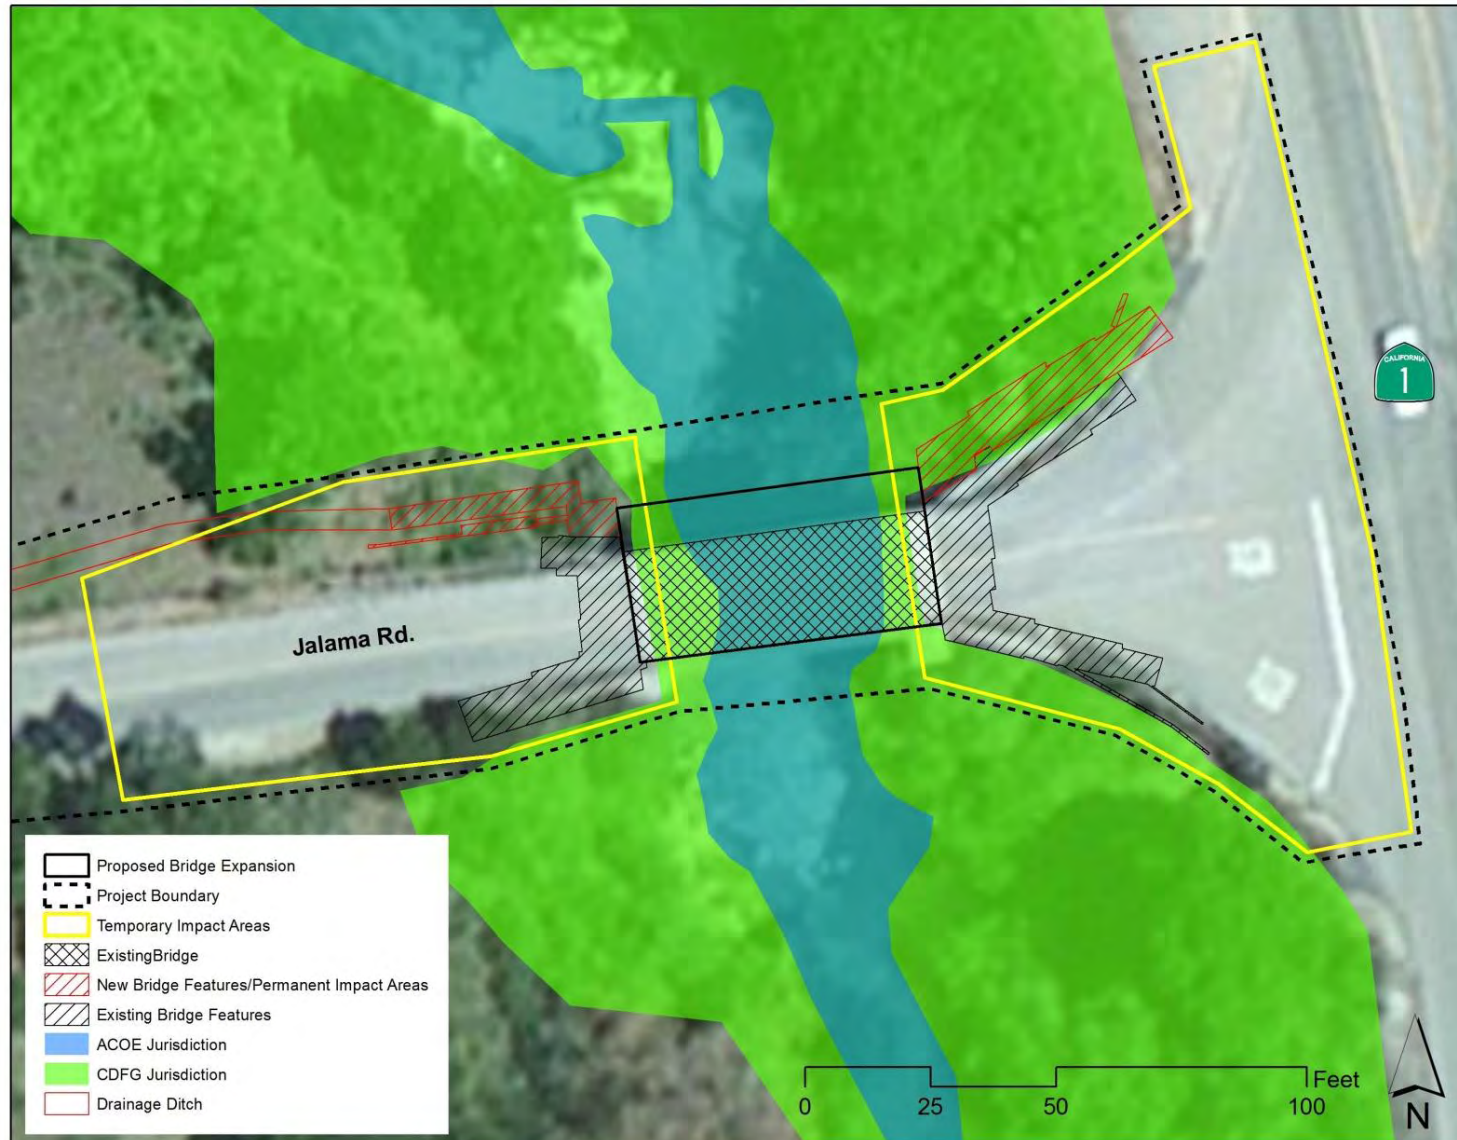 CALIFORNIA
1
Jalama Rd.
Proposed Bridge Expansion
Project Boundary
Temporary Impact Areas
ExistingBridge
New Bridge Features/Permanent Impact Areas
Existing Bridge Features
ACOE Jurisdiction
CDFG Jurisdiction
Drainage Ditch
Feet
0 25 50 100
N